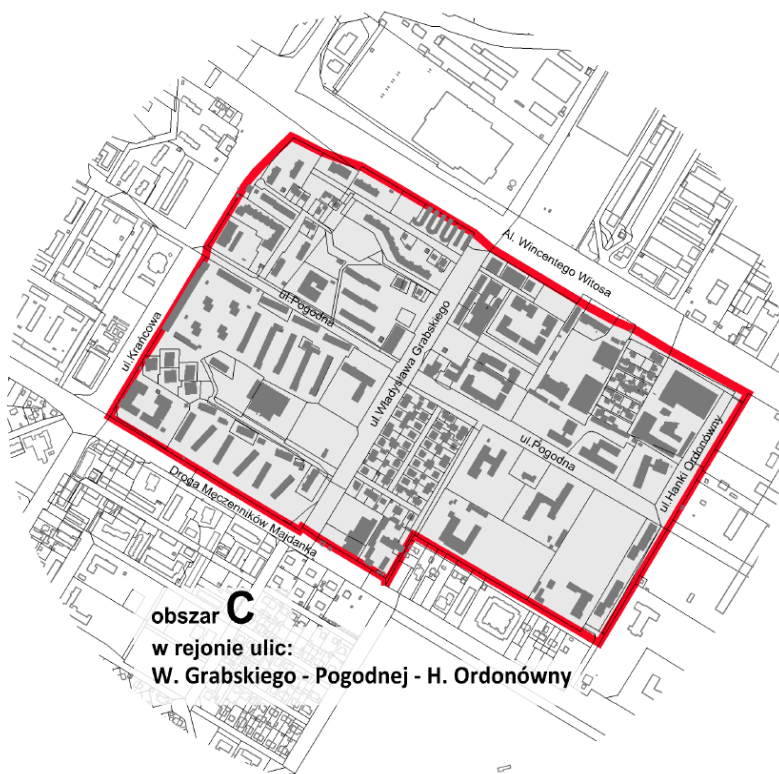 Al. Wincentego Witosa
ul.Pogodna
ul.Krańcowa
ul.Władysława Grabskiego
ul.Pogodna
ul.Hanki Ordonówny
Droga Męczenników Majdanka
obszar C
w rejonie ulic:
W. Grabskiego - Pogodnej - H. Ordonówny